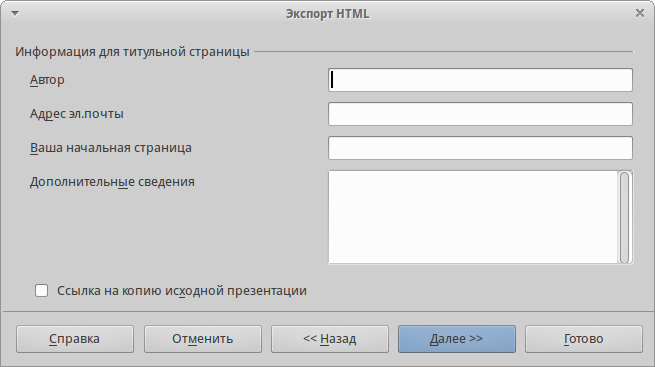 Экспорт HTML
Информация для титульной страницы
Автор
Адрес эл.почты
Ваша начальная страница
Дополнительные сведения
Ссылка на копию исходной презентации
Справка Отменить << Назад Далее >> Готово